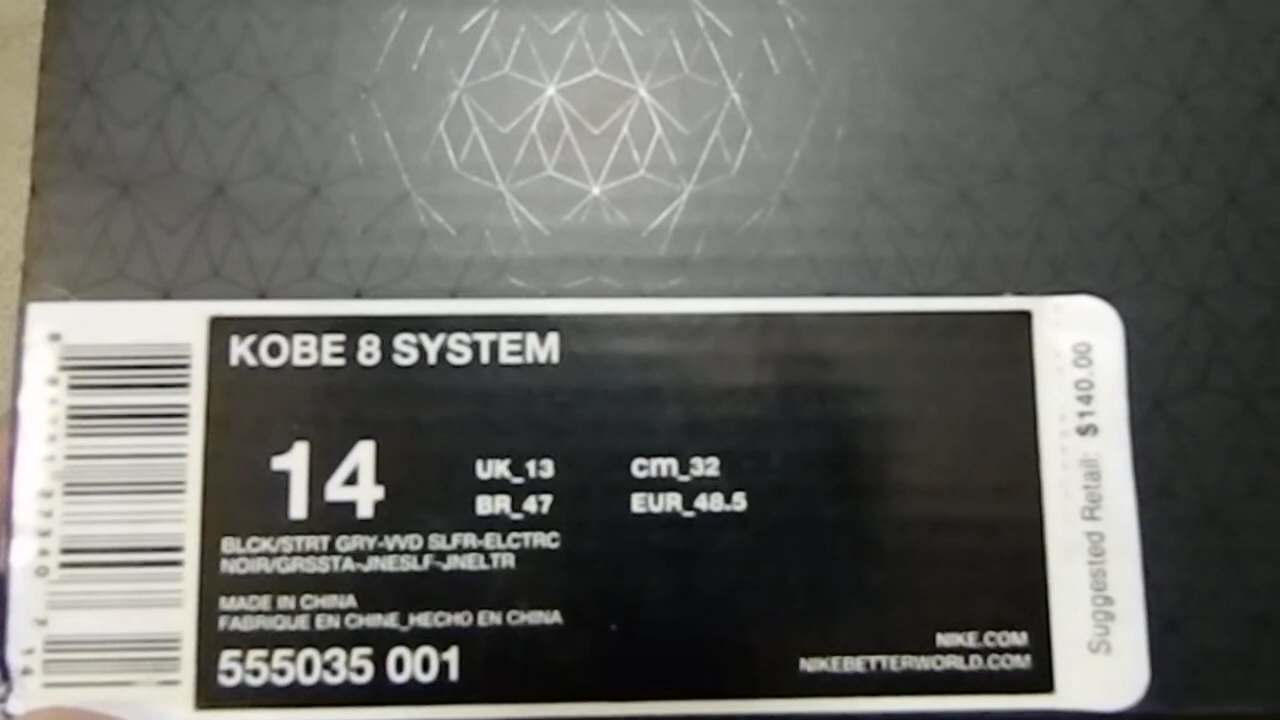 KOBE 8 SYSTEM
14
UK_13
cm_32
BR_47
EUR_48.5
BLCK/STRT GRY-VVD SLFR-ELCTRC
NOIR/GRSSTA-JNESLF-JNELTR
MADE IN CHINA
FABRIQUE EN CHINE_HECHO EN CHINA
555035 001
NIKE.COM
NIKEBETTERWORLD.COM
Suggested Retail: $140.00